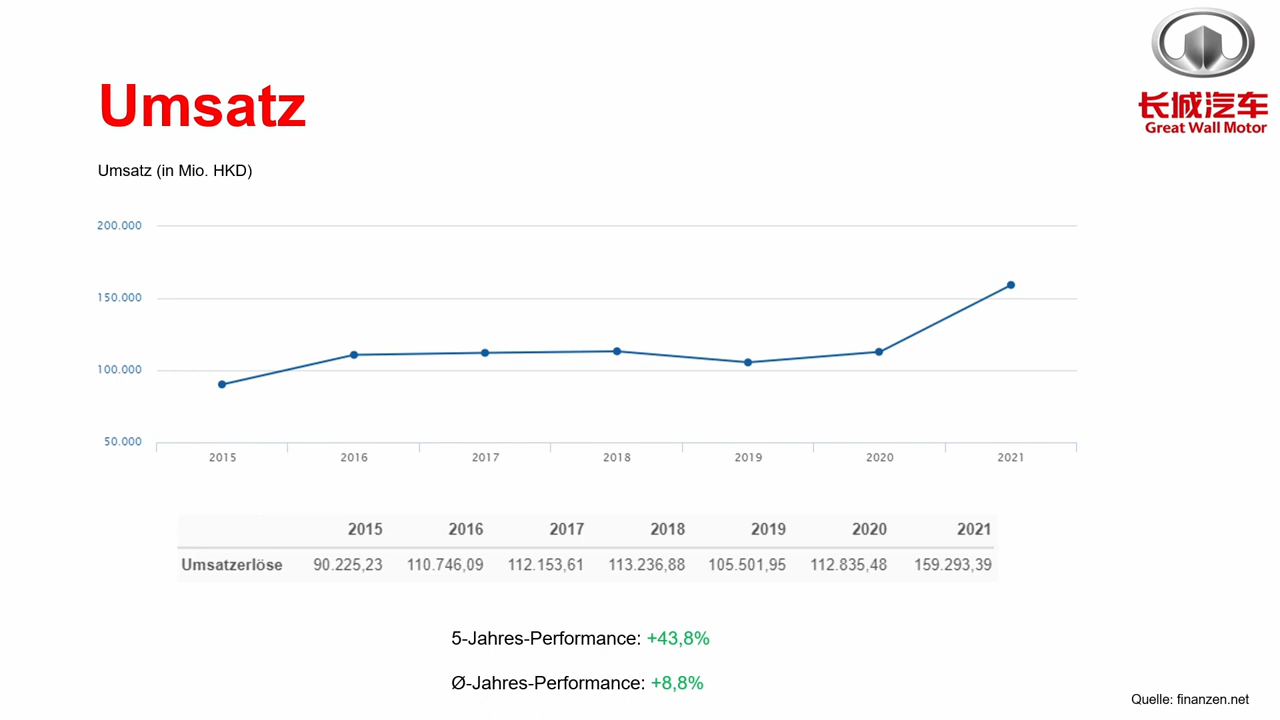 长城汽车
Great Wall Motor
Umsatz
Umsatz (in Mio. HKD)
200.000
150.000
100.000
50.000
2015 2016 2017 2018 2019 2020 2021
2015 2016 2017 2018 2019 2020 2021
Umsatzerlöse 90.225,23 110.746,09 112.153,61 113.236,88 105.501,95 112.835,48 159.293,39
5-Jahres-Performance: +43,8%
Ø-Jahres-Performance: +8,8%
Quelle: finanzen.net